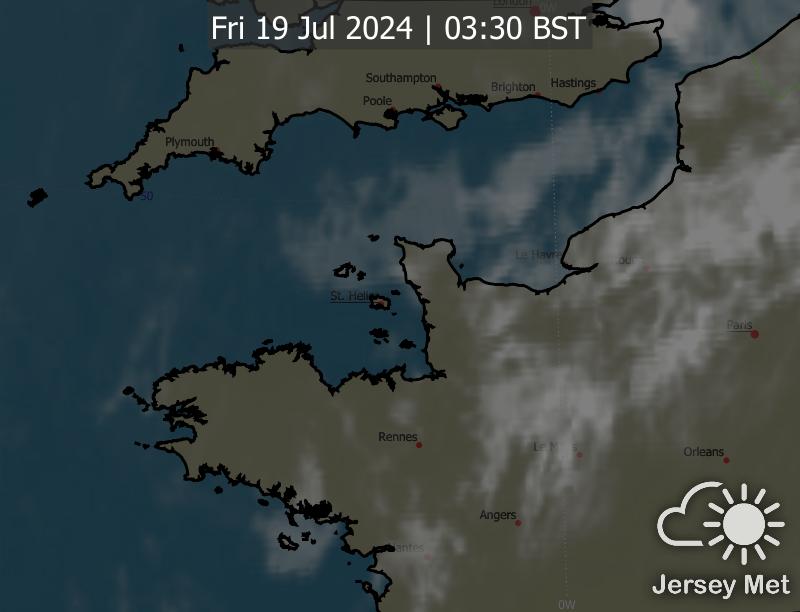 London
0W
Fri 19 Jul 2024 | 03:30 BST
Southampton
Brighton
Hastings
Poole
Plymouth
50
Le Havre
St. Helier
Paris
Rennes
Le Mans
Orleans
Angers
Nantes
Jersey Met
0W